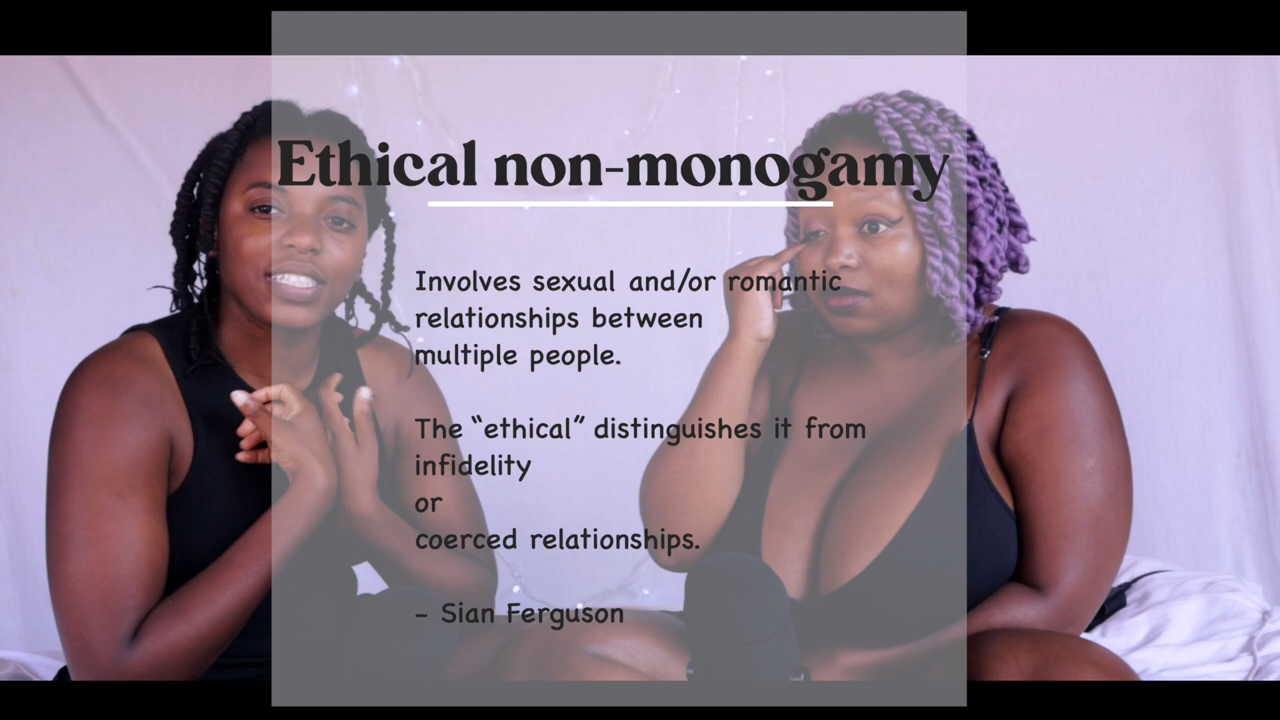 Ethical non-monogamy
Involves sexual and/or romantic
relationships between
multiple people.
The “ethical” distinguishes it from
infidelity
or
coerced relationships.
– Sian Ferguson